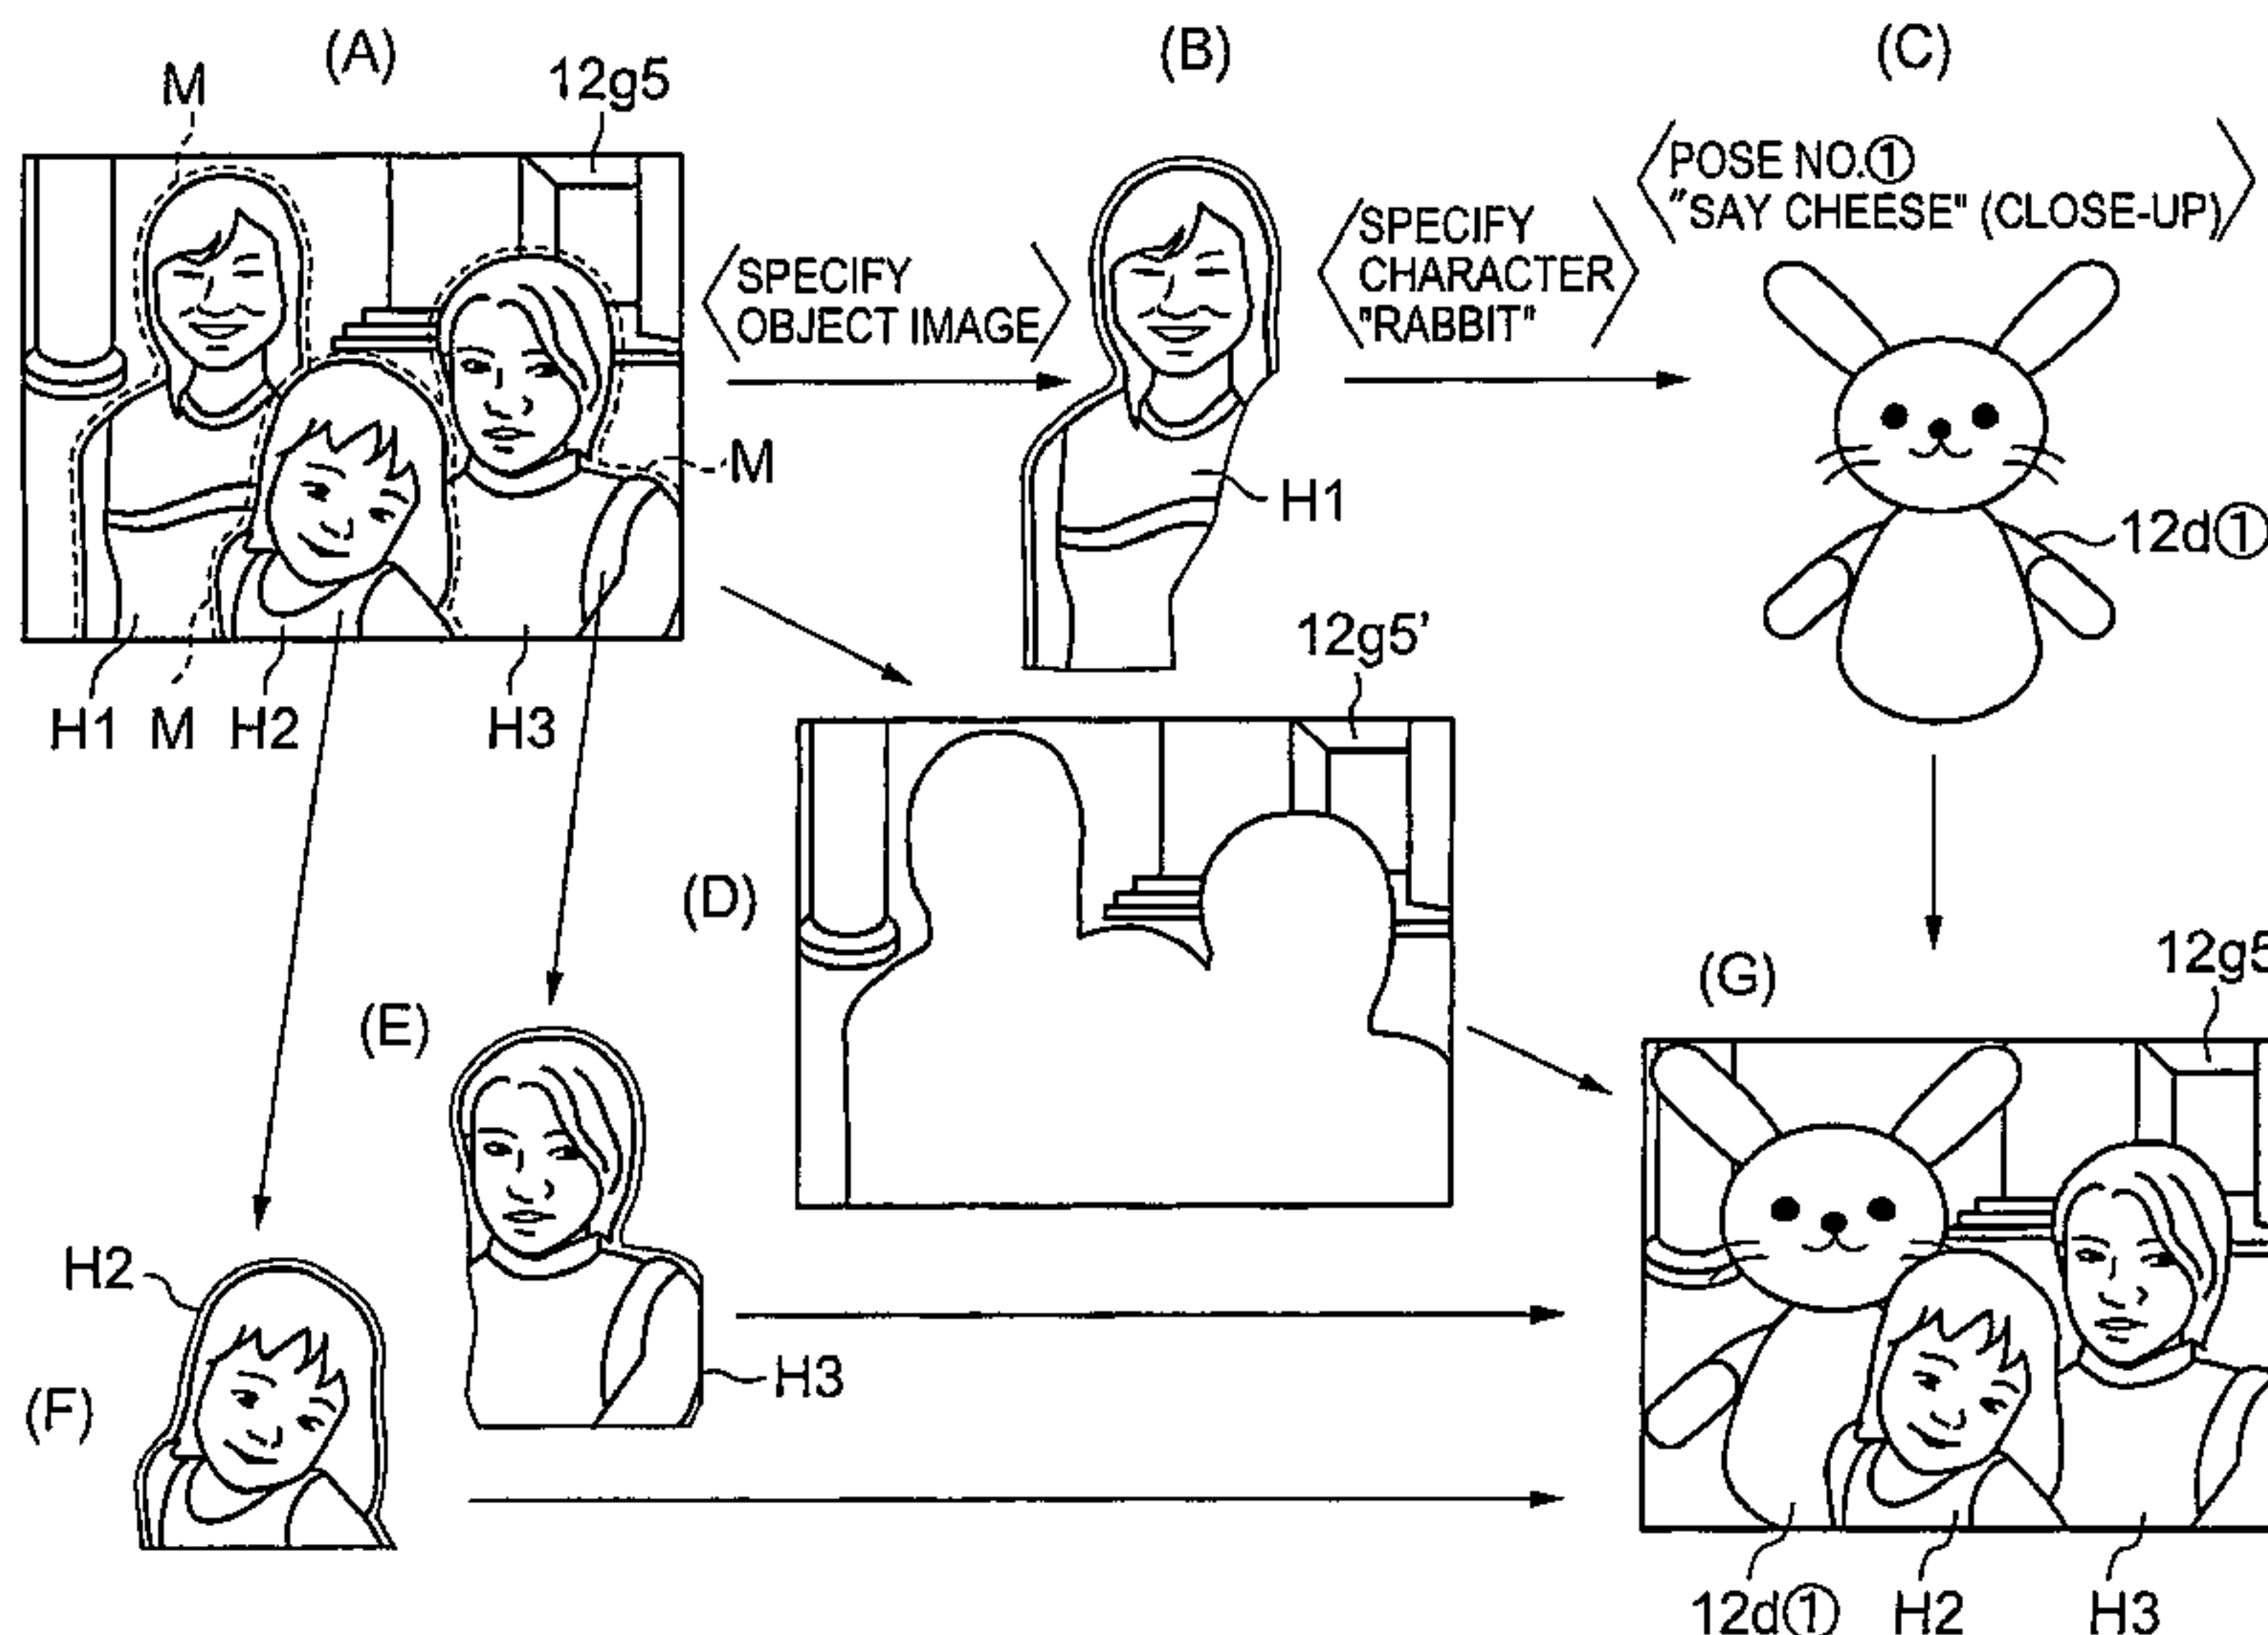 (A)
(B)
(C)
M
12g5
POSE NO.①
"SAY CHEESE" (CLOSE-UP)
SPECIFY
CHARACTER
"RABBIT"
SPECIFY
OBJECT IMAGE
M
H1
12d①
12g5'
H1
M
H2
H3
(D)
12g5
(G)
(E)
H2
H3
(F)
12d①
H2
H3